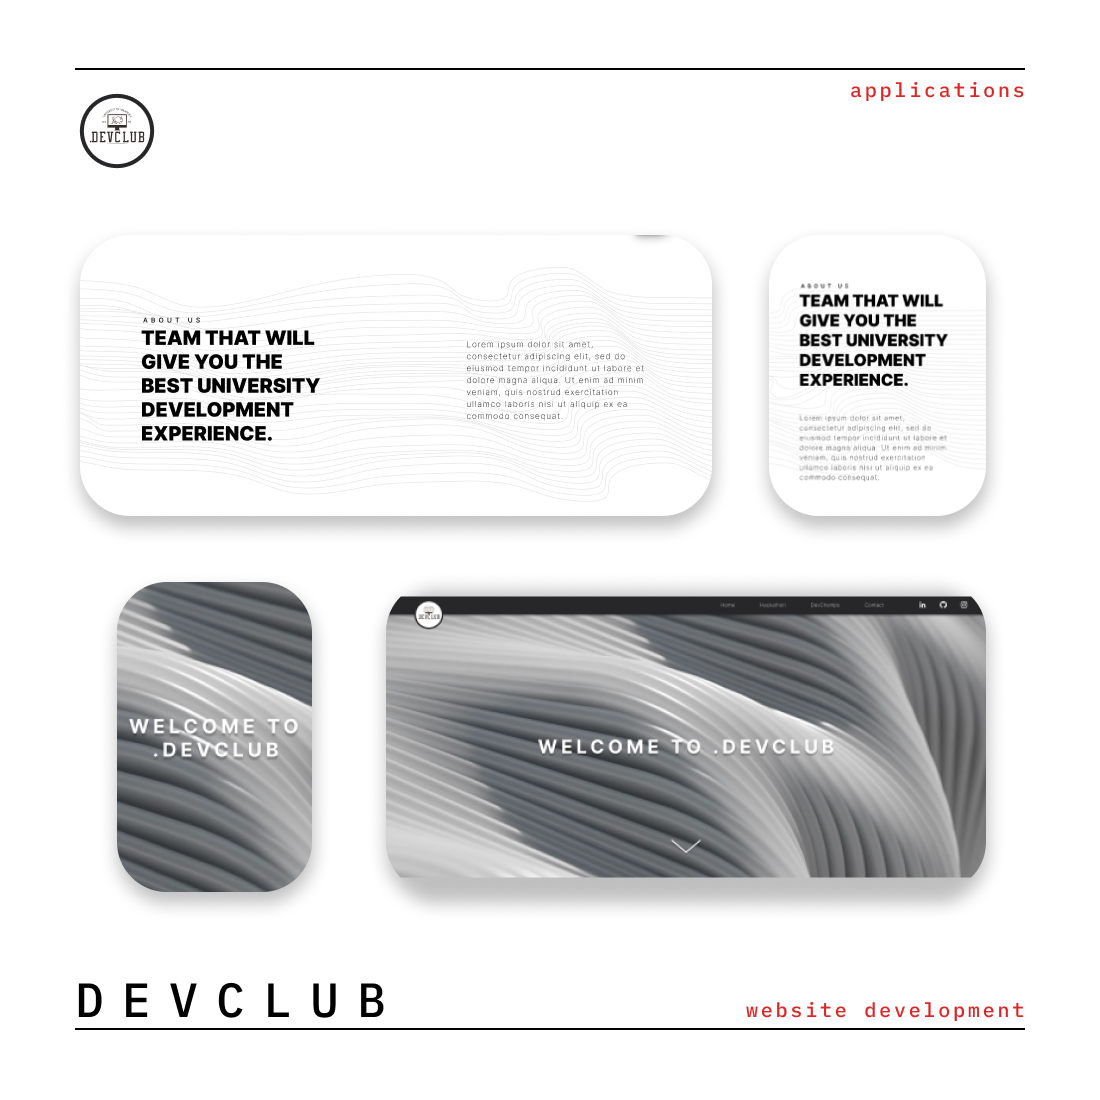 applications
.DEVCLUB
ABOUT US
TEAM THAT WILL
GIVE YOU THE
BEST UNIVERSITY
DEVELOPMENT
EXPERIENCE.
Lorem ipsum dolor sit amet,
consectetur adipiscing elit, sed do
eiusmod tempor incididunt ut labore et
dolore magna aliqua. Ut enim ad minim
veniam, quis nostrud exercitation
ullamco laboris nisi ut aliquip ex ea
commodo consequat.
ABOUT US
TEAM THAT WILL
GIVE YOU THE
BEST UNIVERSITY
DEVELOPMENT
EXPERIENCE.
Lorem ipsum dolor sit amet,
consectetur adipiscing elit, sed do
eiusmod tempor incididunt ut labore et
dolore magna aliqua. Ut enim ad minim
veniam, quis nostrud exercitation
ullamco laboris nisi ut aliquip ex ea
commodo consequat.
WELCOME TO
.DEVCLUB
.DEVCLUB
Home Hackathon DevChamps Contact
in
WELCOME TO .DEVCLUB
DEVCLUB
website development